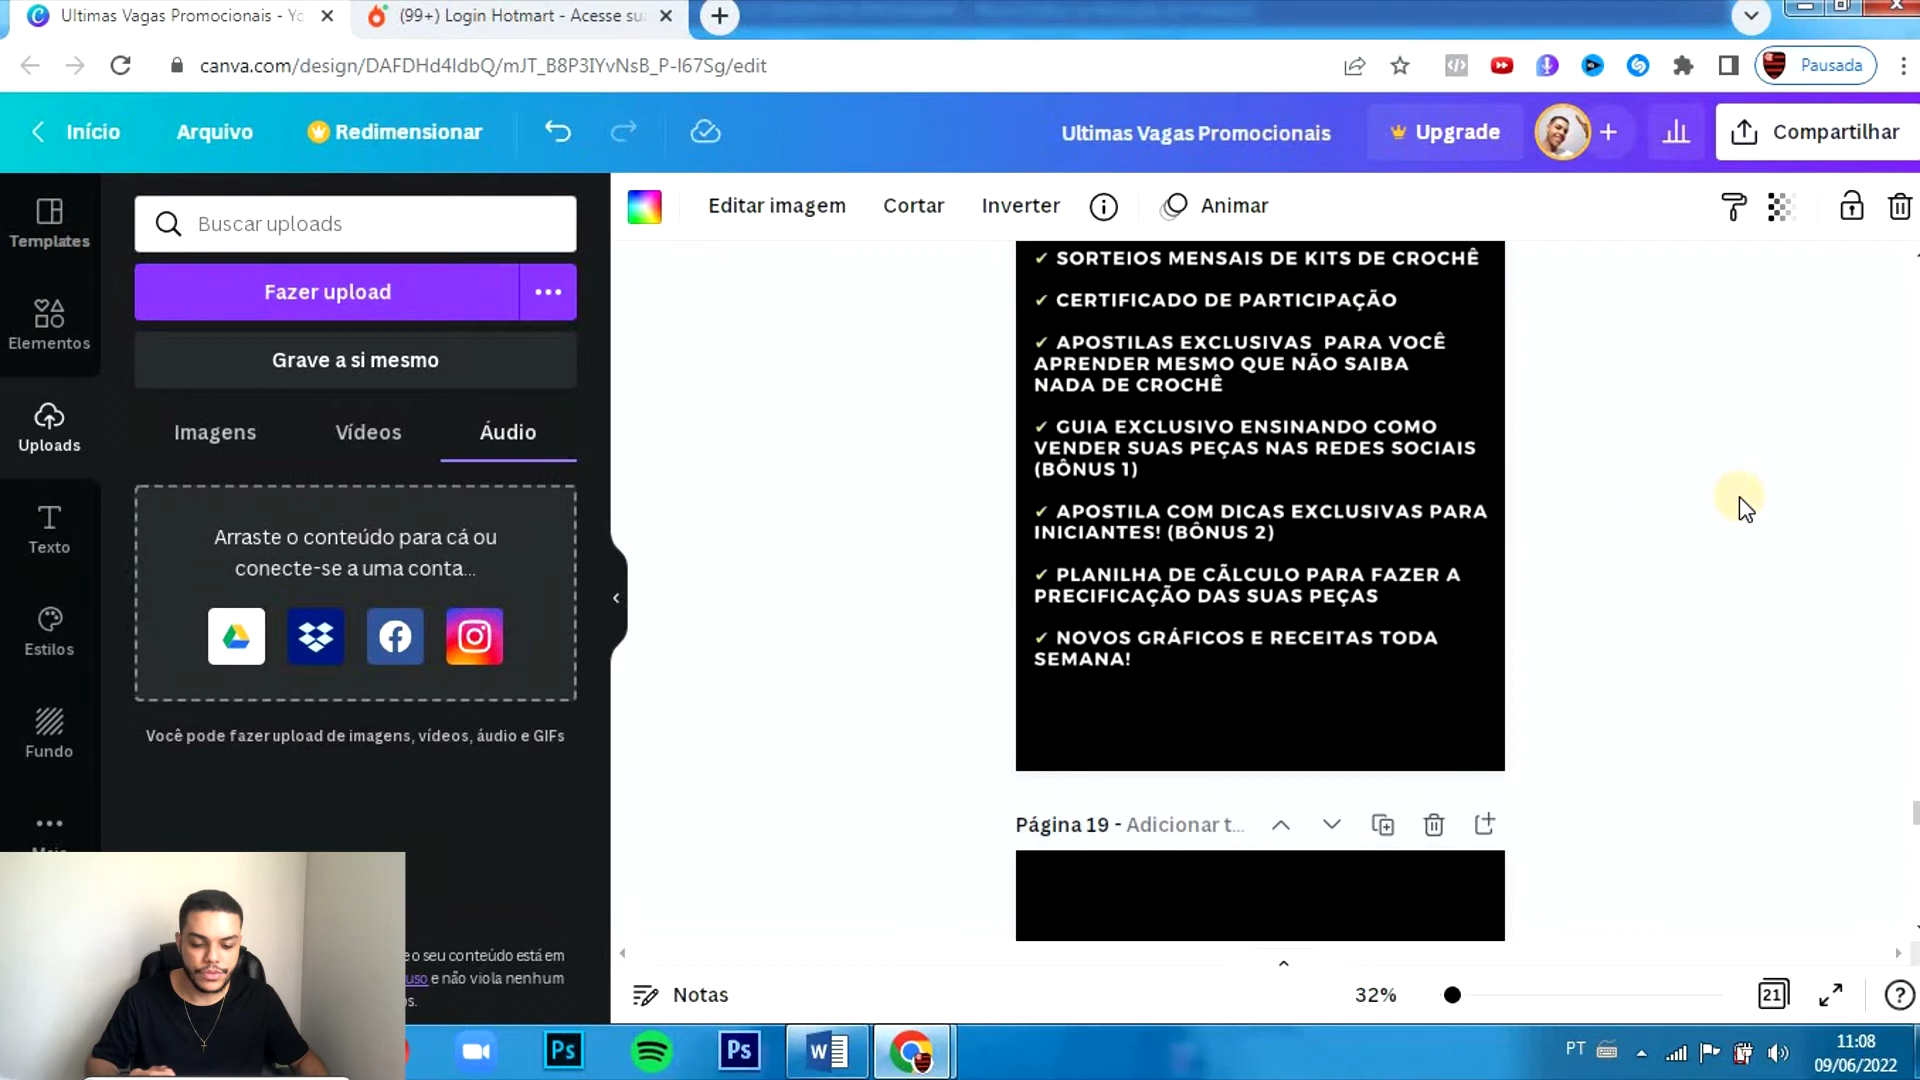 Ultimas Vagas Promocionais - Yo
(99+) Login Hotmart - Acesse su
canva.com/design/DAFDHd4IdbQ/mJT_B8P3IYvNsB_P-I67Sg/edit
Pausada
Início
Arquivo
Redimensionar
Ultimas Vagas Promocionais
Upgrade
Compartilhar
Templates
Elementos
Uploads
Texto
Estilos
Fundo
Buscar uploads
Fazer upload
Grave a si mesmo
Imagens
Vídeos
Áudio
Arraste o conteúdo para cá ou
conecte-se a uma conta...
Você pode fazer upload de imagens, vídeos, áudio e GIFs
e o seu conteúdo está em
uso e não viola nenhum
Editar imagem
Cortar
Inverter
Animar
✓ SORTEIOS MENSAIS DE KITS DE CROCHÊ
✓ CERTIFICADO DE PARTICIPAÇÃO
✓ APOSTILAS EXCLUSIVAS PARA VOCÊ
APRENDER MESMO QUE NÃO SAIBA
NADA DE CROCHÊ
✓ GUIA EXCLUSIVO ENSINANDO COMO
VENDER SUAS PEÇAS NAS REDES SOCIAIS
(BÔNUS 1)
✓ APOSTILA COM DICAS EXCLUSIVAS PARA
INICIANTES! (BÔNUS 2)
✓ PLANILHA DE CÃLCULO PARA FAZER A
PRECIFICAÇÃO DAS SUAS PEÇAS
✓ NOVOS GRÁFICOS E RECEITAS TODA
SEMANA!
Página 19 - Adicionar t...
Notas
32%
21
?
Ps
Ps
W
PT
11:08
09/06/2022